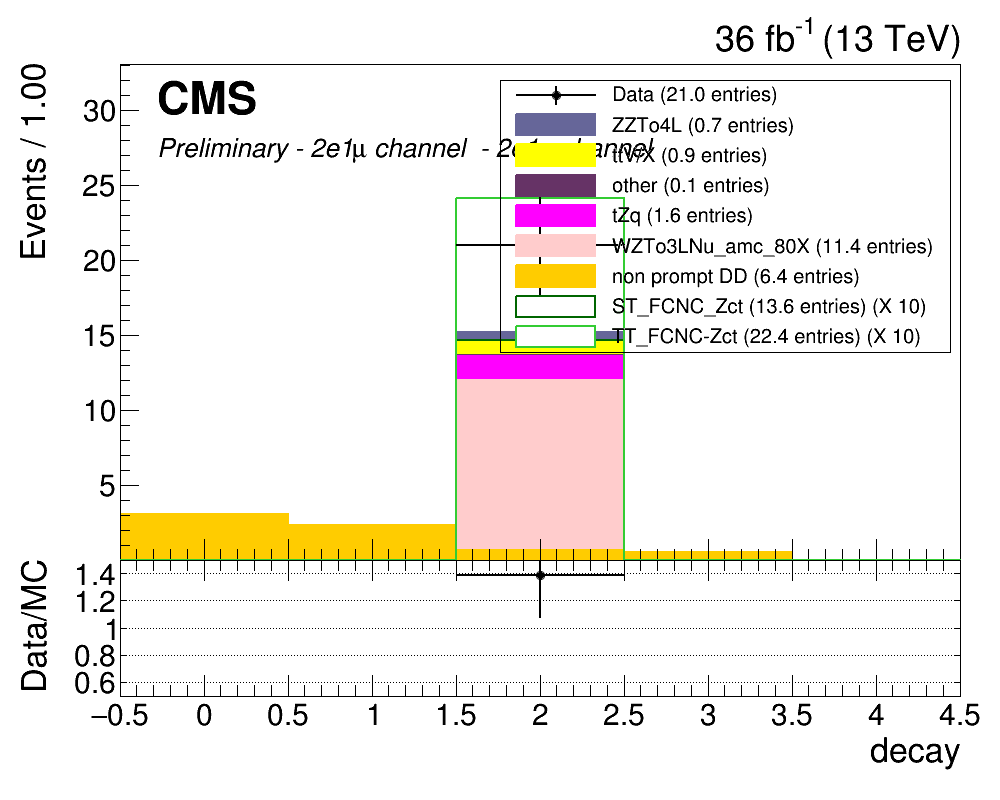 36 fb-1 (13 TeV)
CMS
Preliminary - 2e1μ channel - 2e1μ channel
Data (21.0 entries)
ZZTo4L (0.7 entries)
ttV/X (0.9 entries)
other (0.1 entries)
tZq (1.6 entries)
WZTo3LNu_amc_80X (11.4 entries)
non prompt DD (6.4 entries)
ST_FCNC_Zct (13.6 entries) (X 10)
TT_FCNC-Zct (22.4 entries) (X 10)
Events / 1.00
30
25
20
15
10
5
Data/MC
1.4
1.2
1
0.8
0.6
−0.5 0 0.5 1 1.5 2 2.5 3 3.5 4 4.5
decay